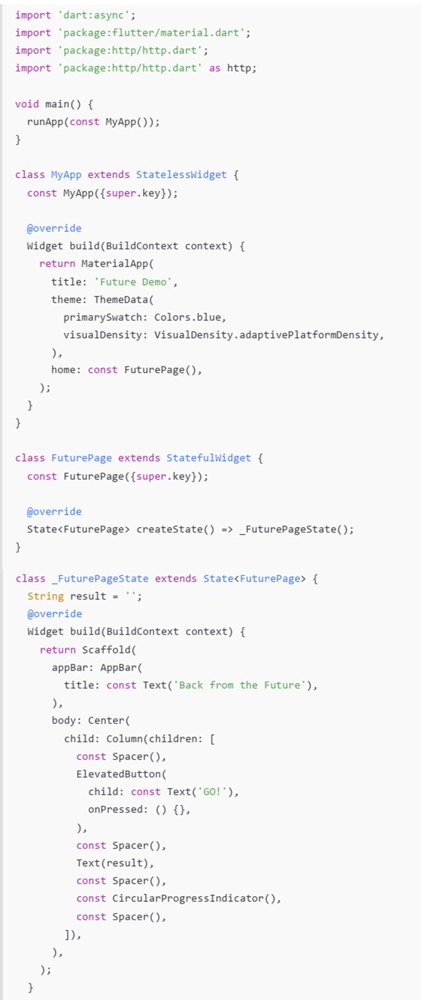 import 'dart:async';
import 'package:flutter/material.dart';
import 'package:http/http.dart';
import 'package:http/http.dart' as http;

void main() {
  runApp(const MyApp());
}

class MyApp extends StatelessWidget {
  const MyApp({super.key});

  @override
  Widget build(BuildContext context) {
    return MaterialApp(
      title: 'Future Demo',
      theme: ThemeData(
        primarySwatch: Colors.blue,
        visualDensity: VisualDensity.adaptivePlatformDensity,
      ),
      home: const FuturePage(),
    );
  }
}

class FuturePage extends StatefulWidget {
  const FuturePage({super.key});

  @override
  State<FuturePage> createState() => _FuturePageState();
}

class _FuturePageState extends State<FuturePage> {
  String result = '';
  @override
  Widget build(BuildContext context) {
    return Scaffold(
      appBar: AppBar(
        title: const Text('Back from the Future'),
      ),
      body: Center(
        child: Column(children: [
          const Spacer(),
          ElevatedButton(
            child: const Text('GO!'),
            onPressed: () {},
          ),
          const Spacer(),
          Text(result),
          const Spacer(),
          const CircularProgressIndicator(),
          const Spacer(),
        ]),
      ),
    );
  }